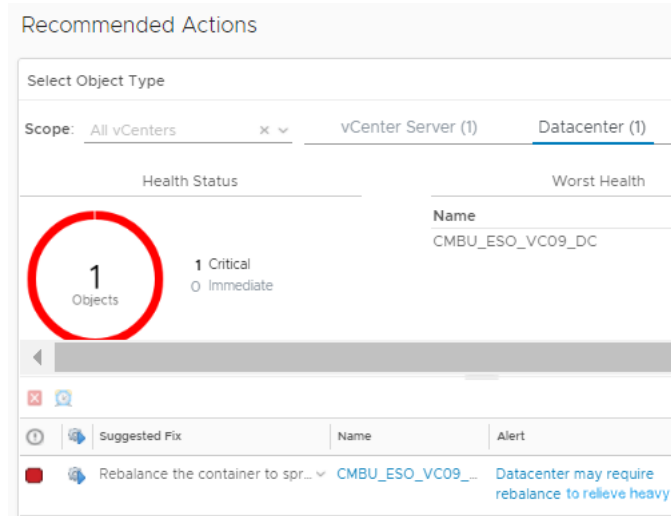 Recommended Actions
Select Object Type
Scope: All vCenters
vCenter Server (1)
Datacenter (1)
Health Status
Worst Health
Name
CMBU_ESO_VC09_DC
1
Objects
1 Critical
0 Immediate
Suggested Fix
Name
Alert
Rebalance the container to spr...
CMBU_ESO_VC09_...
Datacenter may require
rebalance to relieve heavy